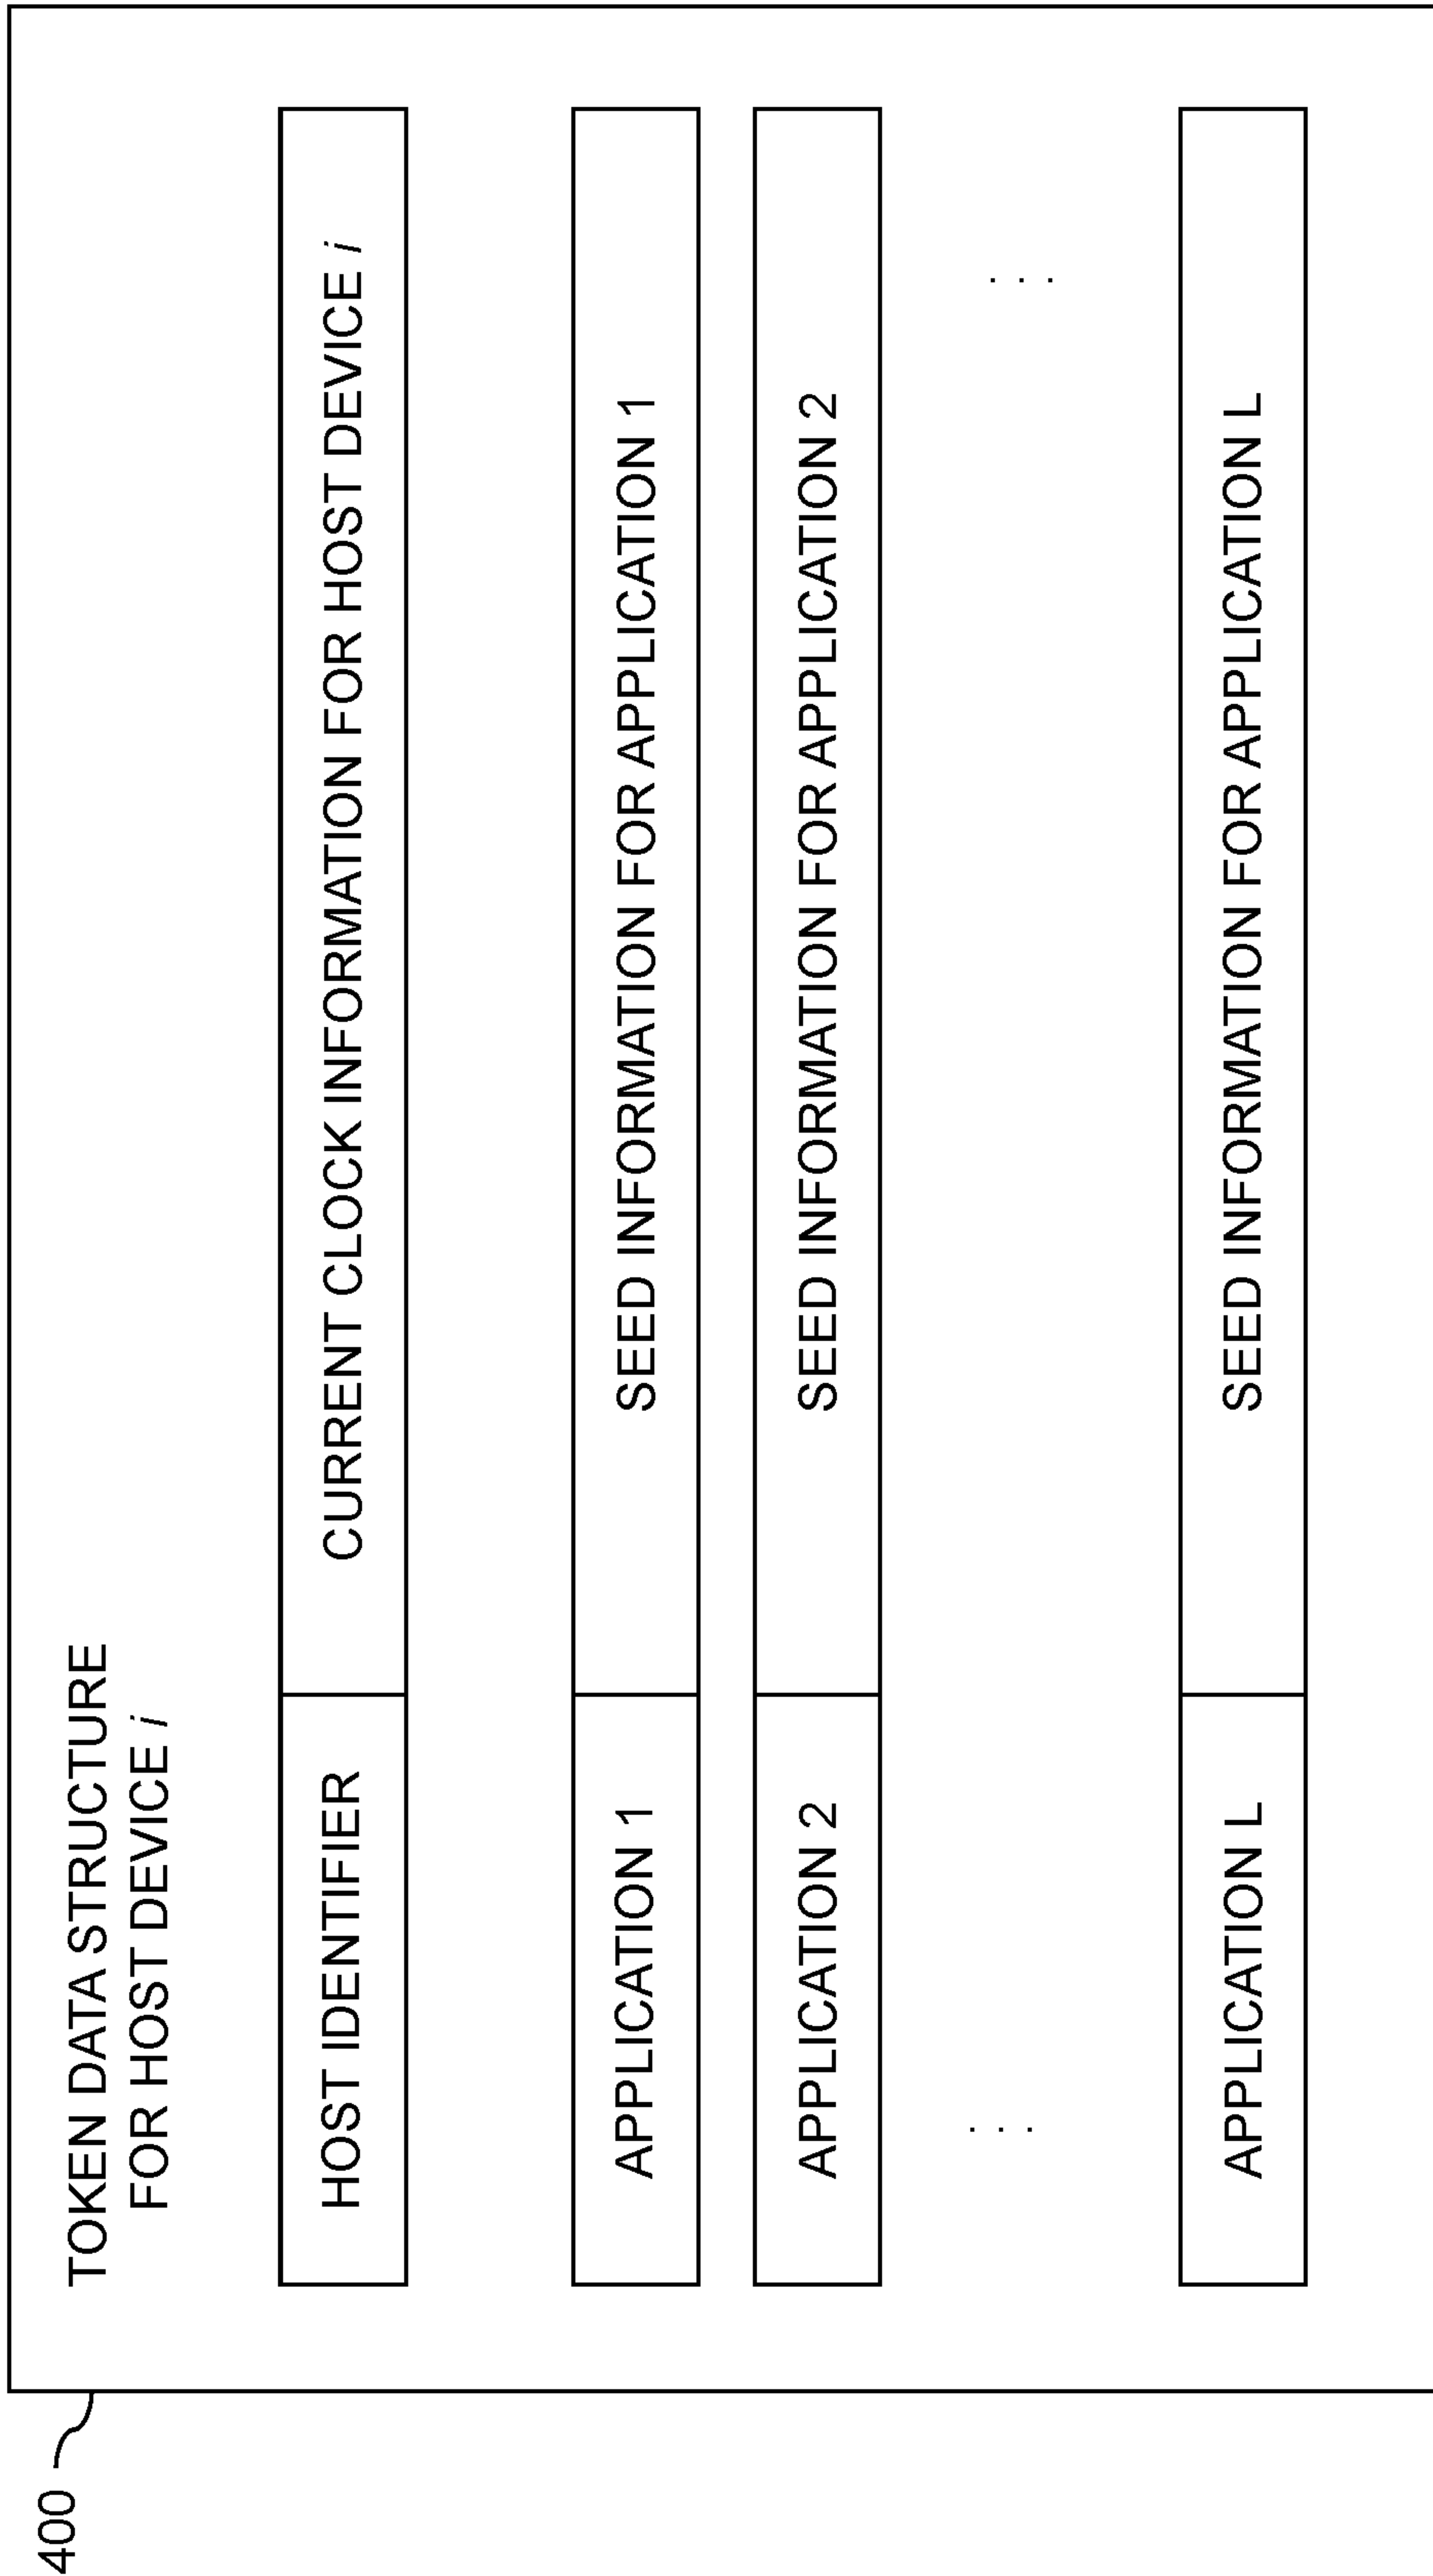 400
TOKEN DATA STRUCTURE
FOR HOST DEVICE i
HOST IDENTIFIER
CURRENT CLOCK INFORMATION FOR HOST DEVICE i
APPLICATION 1
SEED INFORMATION FOR APPLICATION 1
APPLICATION 2
SEED INFORMATION FOR APPLICATION 2
. . .
. . .
APPLICATION L
SEED INFORMATION FOR APPLICATION L